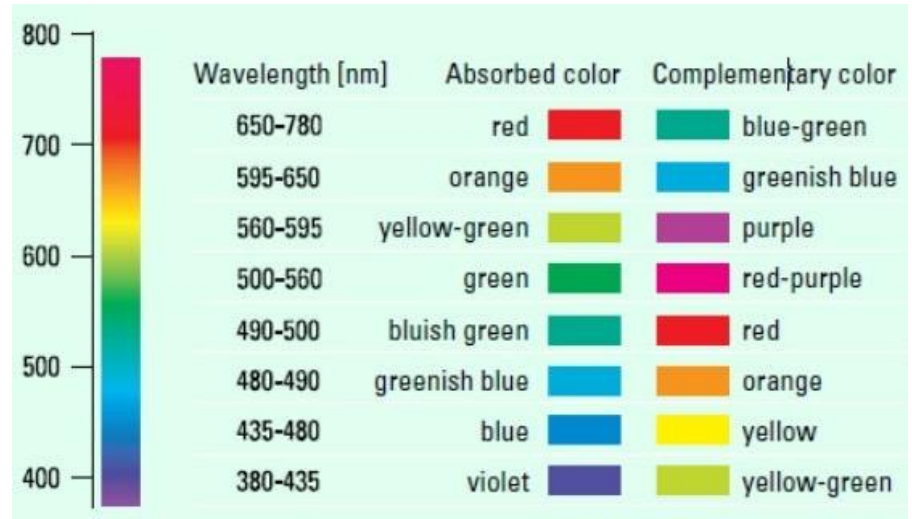 800
700
600
500
400
Wavelength [nm] Absorbed color Complementary color
650–780 red blue-green
595–650 orange greenish blue
560–595 yellow-green purple
500–560 green red-purple
490–500 bluish green red
480–490 greenish blue orange
435–480 blue yellow
380–435 violet yellow-green